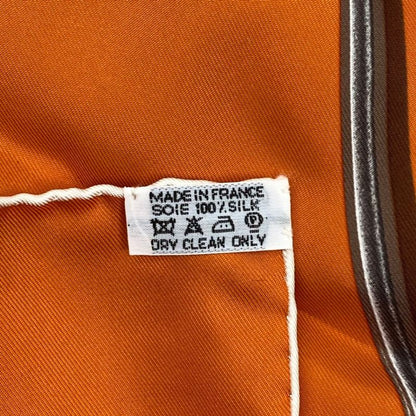 MADE IN FRANCE
SOIE 100% SILK
P
DRY CLEAN ONLY